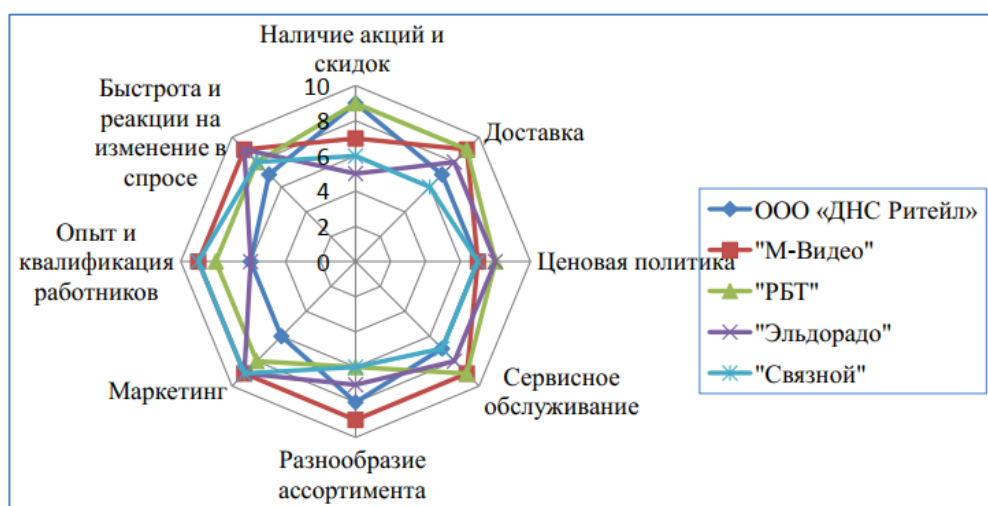 Наличие акций и
скидок
Быстрота и
реакции на
изменение в
спросе
Доставка
10
8
6
4
2
0
Опыт и
квалификация
работников
Ценовая политика
Маркетинг
Сервисное
обслуживание
Разнообразие
ассортимента
ООО «ДНС Ритейл»
"М-Видео"
"РБТ"
"Эльдорадо"
"Связной"